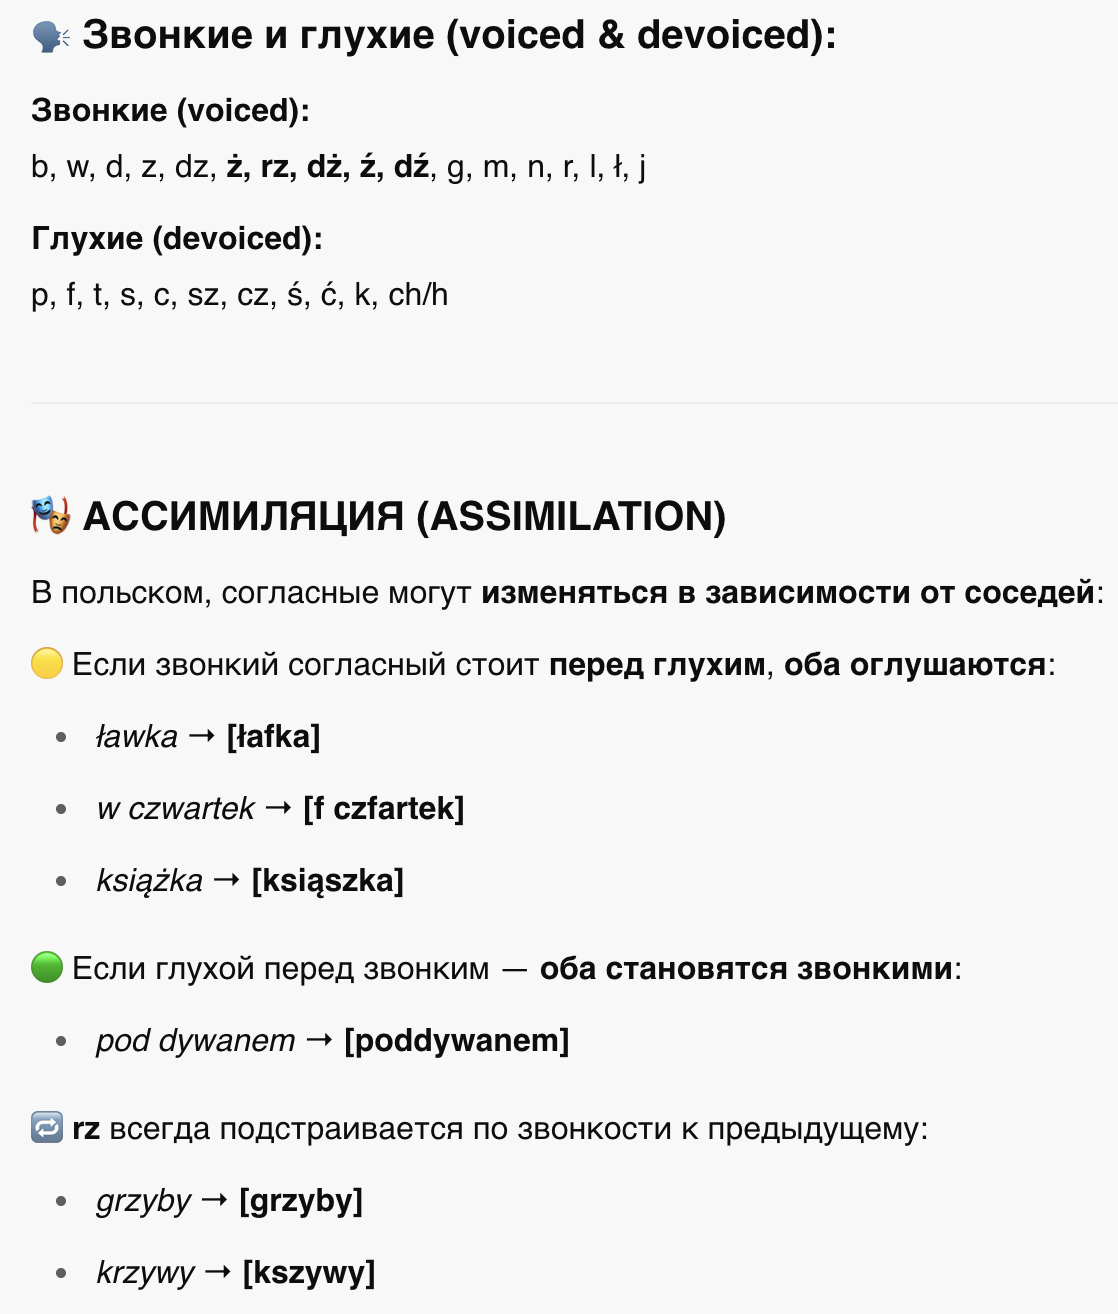 🗣️ Звонкие и глухие (voiced & devoiced):
Звонкие (voiced):
b, w, d, z, dz, ż, rz, dż, ź, dź, g, m, n, r, l, ł, j
Глухие (devoiced):
p, f, t, s, c, sz, cz, ś, ć, k, ch/h
🎭 АССИМИЛЯЦИЯ (ASSIMILATION)
В польском, согласные могут изменяться в зависимости от соседей:
🟡 Если звонкий согласный стоит перед глухим, оба оглушаются:
• ławka → [łafka]
• w czwartek → [f czfartek]
• książka → [ksiąszka]
🟢 Если глухой перед звонким — оба становятся звонкими:
• pod dywanem → [poddywanem]
🔁 rz всегда подстраивается по звонкости к предыдущему:
• grzyby → [grzyby]
• krzywy → [kszywy]